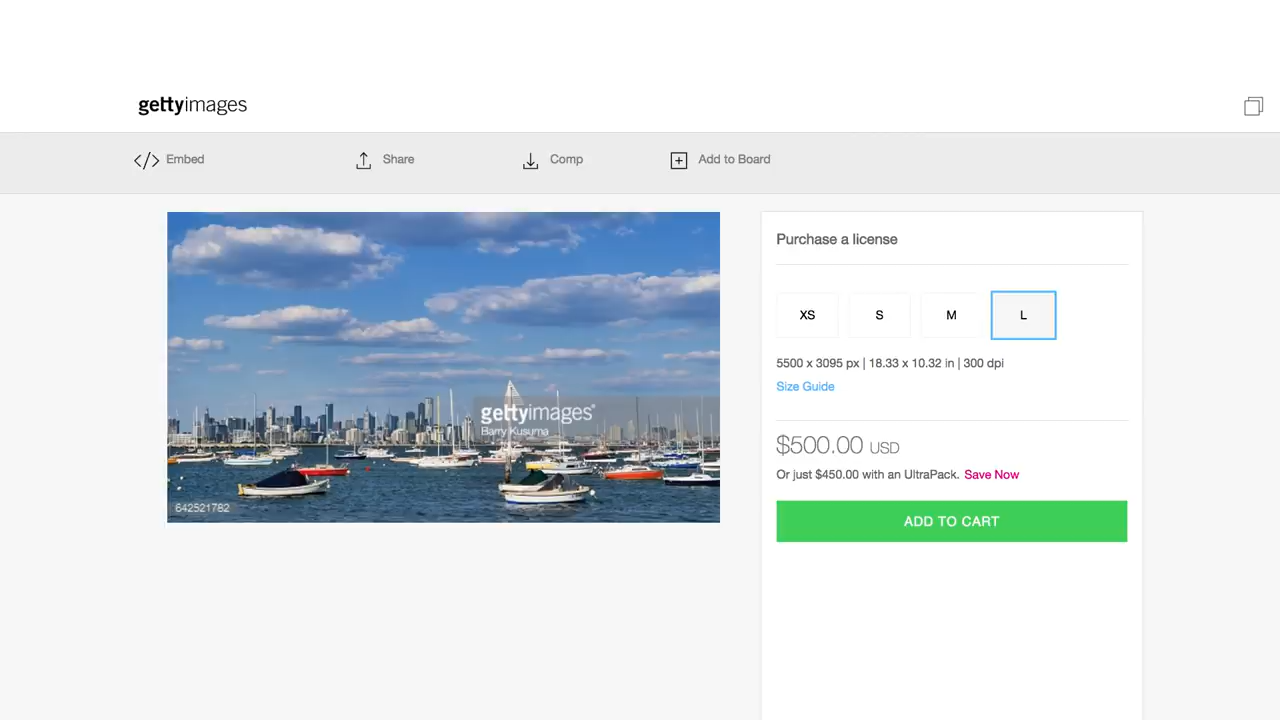 gettyimages
Embed
Share
Comp
Add to Board
Purchase a license
XS
S
M
L
5500 x 3095 px | 18.33 x 10.32 in | 300 dpi
Size Guide
gettyimages®
Barry Kusuma
642521782
$500.00 USD
Or just $450.00 with an UltraPack. Save Now
ADD TO CART